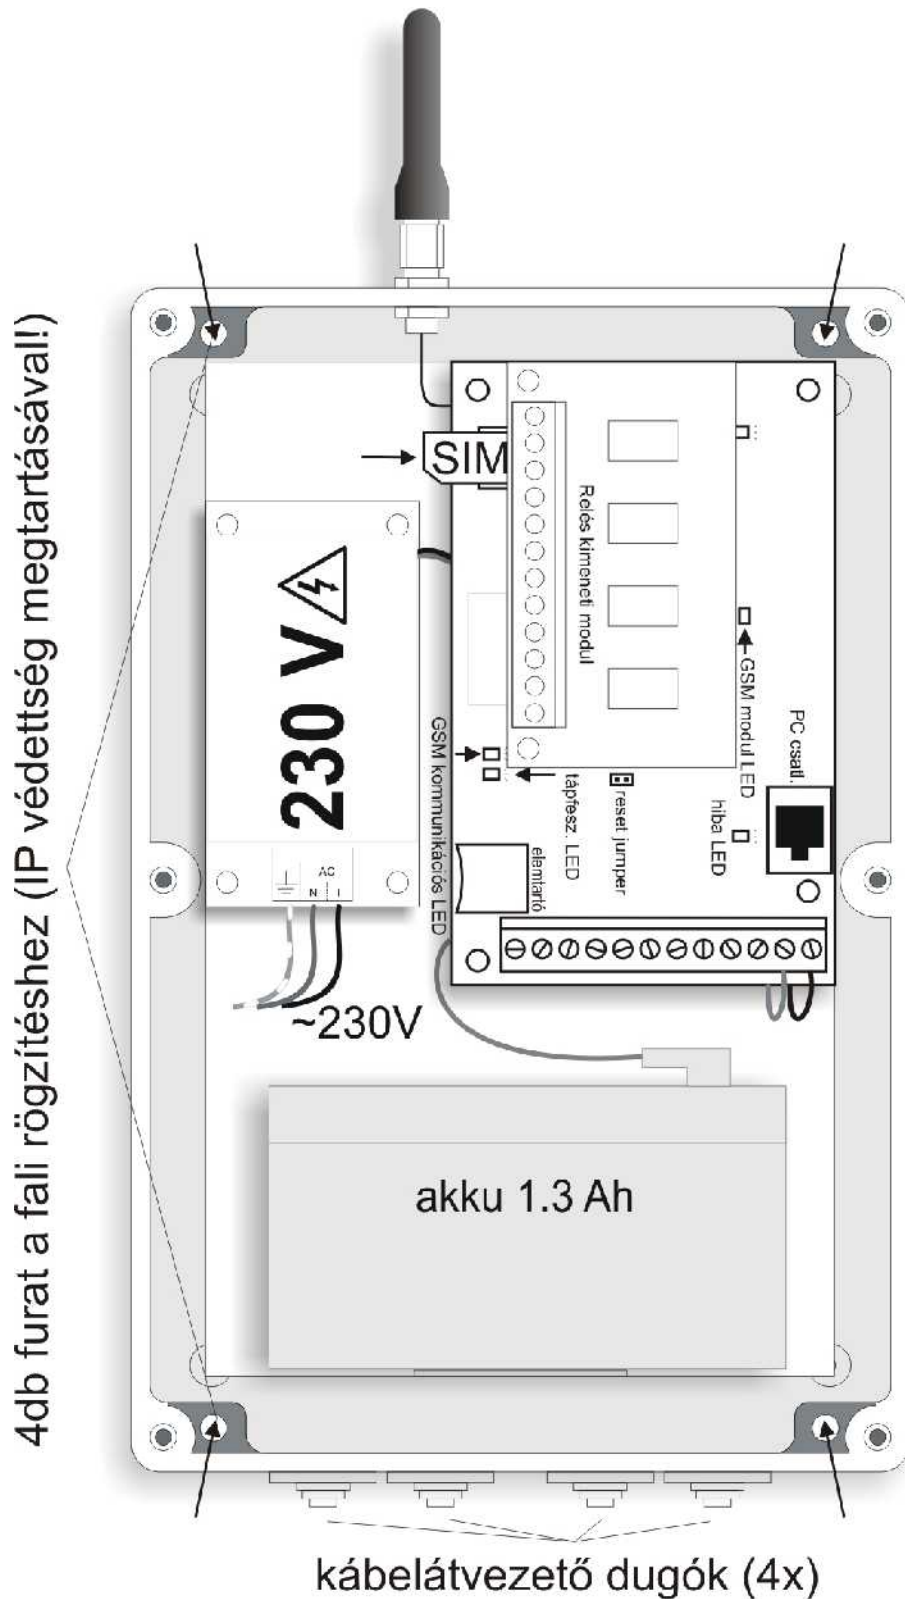 4db furat a fali rögzítéshez (IP védettség megtartásával!)
SIM
Relés kimeneti modul
230 V
GSM modul LED
PC csatl.
GSM kommunikációs LED
tápfesz. LED
reset jumper
hiba LED
elemtartó
AC
N
~230V
akku 1.3 Ah
kábelátvezető dugók (4x)